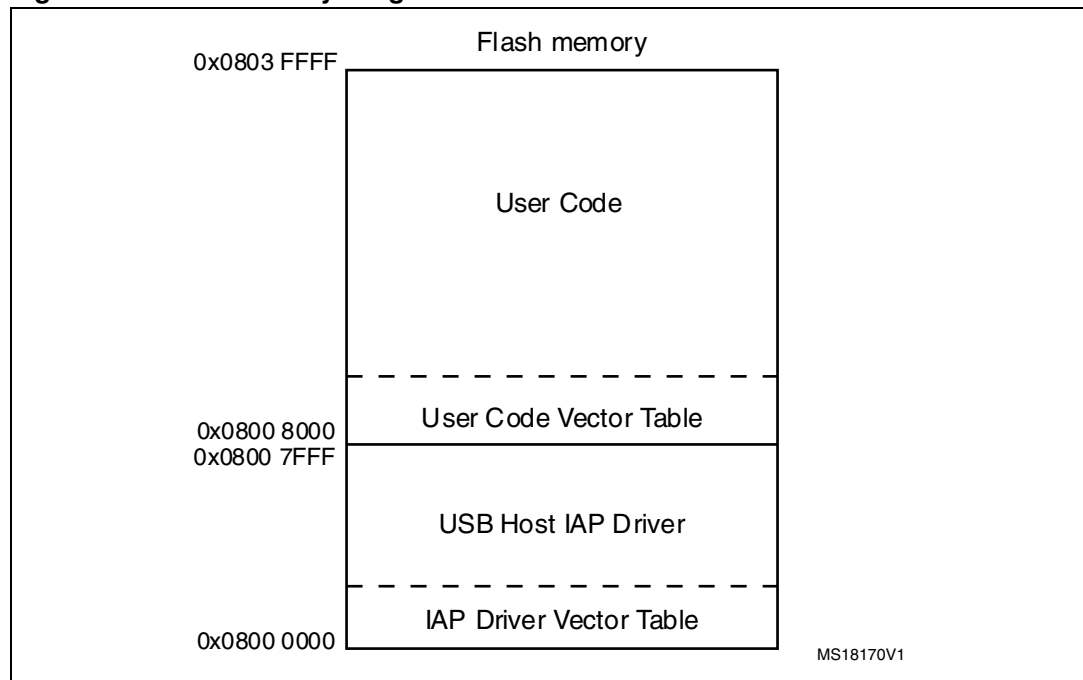 Flash memory
0x0803 FFFF
User Code
User Code Vector Table
0x0800 8000
0x0800 7FFF
USB Host IAP Driver
IAP Driver Vector Table
0x0800 0000
MS18170V1